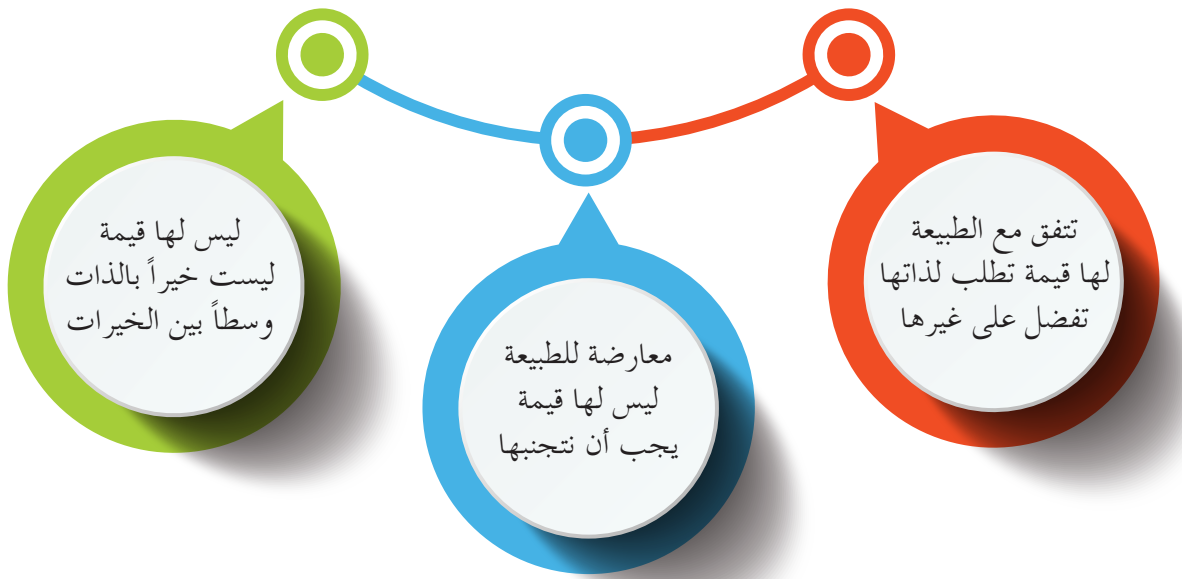 تتفق مع الطبيعة
لها قيمة تطلب لذاتها
تفضل على غيرها
معارضة للطبيعة
ليس لها قيمة
يجب أن نتجنبها
ليس لها قيمة
ليست خيراً بالذات
وسطاً بين الخيرات